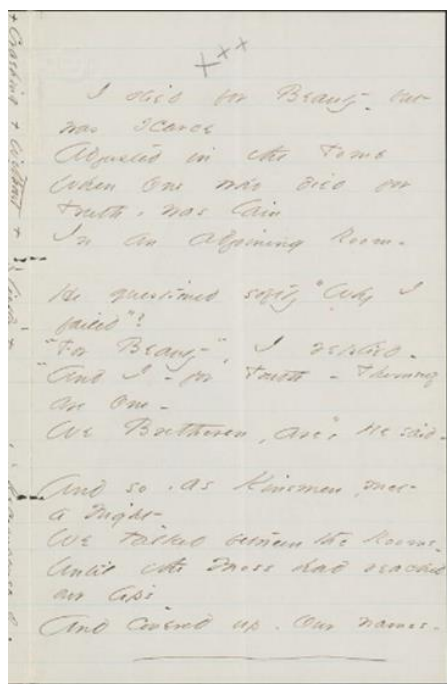 I died for Beauty - but
was scarce
Adjusted in the Tomb
When One who died for
Truth, was lain
In an adjoining Room -
He questioned softly "Why I
failed"?
"For Beauty", I replied -
"And I - for Truth - Themself
are One -
We Bretheren, are", He said -
And so, as Kinsmen, met
a Night -
We talked between the Rooms -
Until the Moss had reached
our lips
And Covered up - Our names -